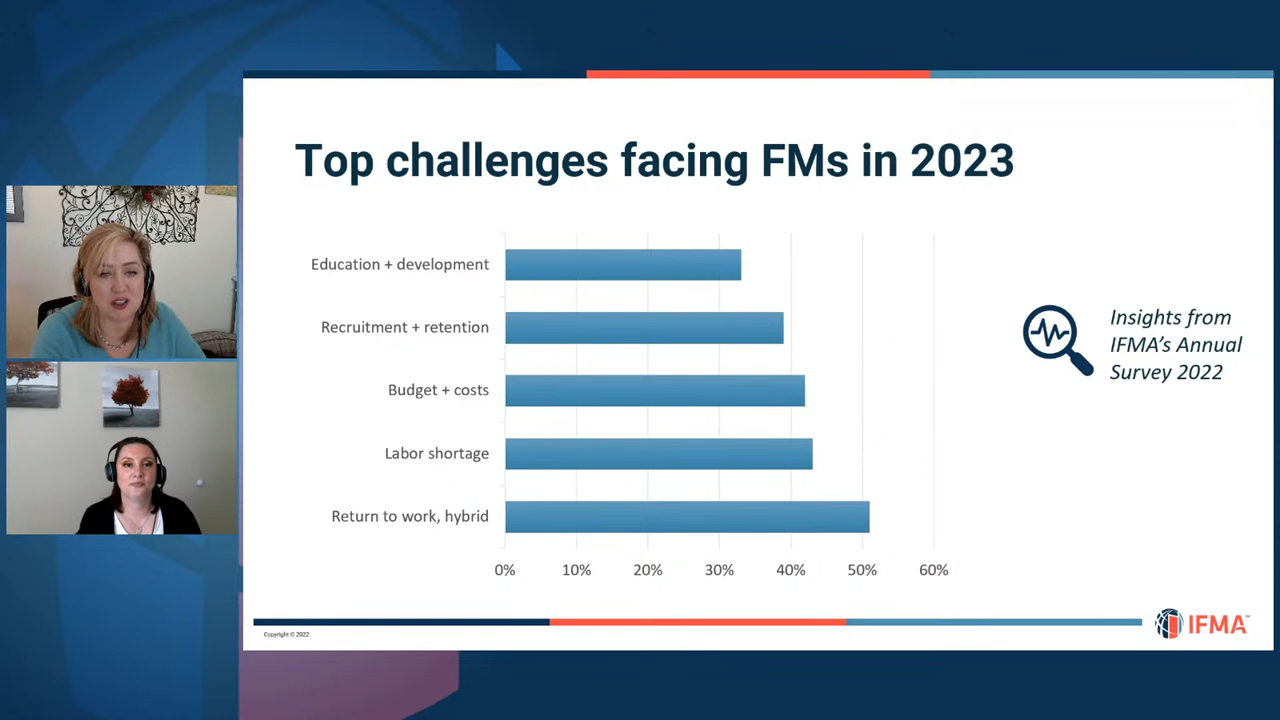 Top challenges facing FMs in 2023
Education + development
Recruitment + retention
Budget + costs
Labor shortage
Return to work, hybrid
0% 10% 20% 30% 40% 50% 60%
Insights from
IFMA's Annual
Survey 2022
Copyright © 2022
IFMA™